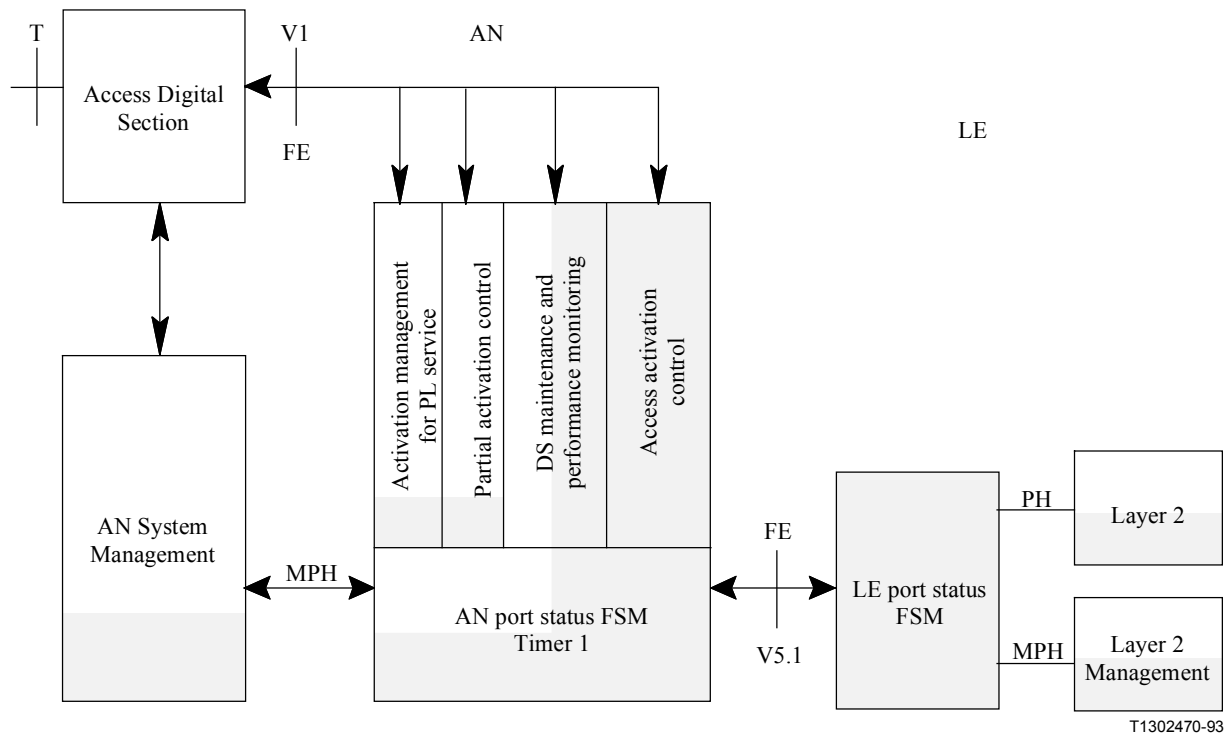 T
V1
AN
Access Digital
Section
FE
LE
Activation management
for PL service
Partial activation control
DS maintenance and
performance monitoring
Access activation
control
AN System
Management
MPH
AN port status FSM
Timer 1
FE
V5.1
LE port status
FSM
PH
Layer 2
MPH
Layer 2
Management
T1302470-93